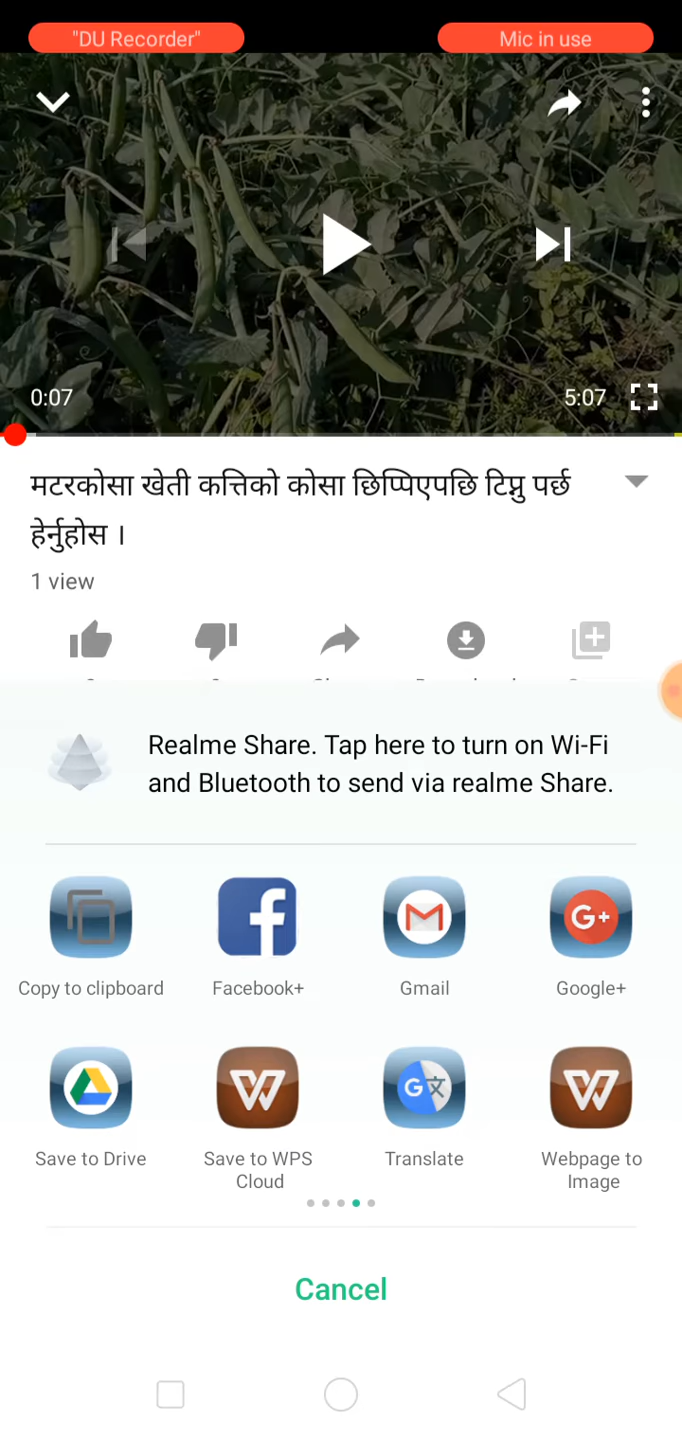 "DU Recorder"
Mic in use
0:07
5:07
मटरकोसा खेती कत्तिको कोसा छिप्पिएपछि टिप्नु पर्छ
हेर्नुहोस ।
1 view
Realme Share. Tap here to turn on Wi-Fi
and Bluetooth to send via realme Share.
Copy to clipboard
Facebook+
Gmail
Google+
Save to Drive
Save to WPS
Cloud
Translate
Webpage to
Image
Cancel